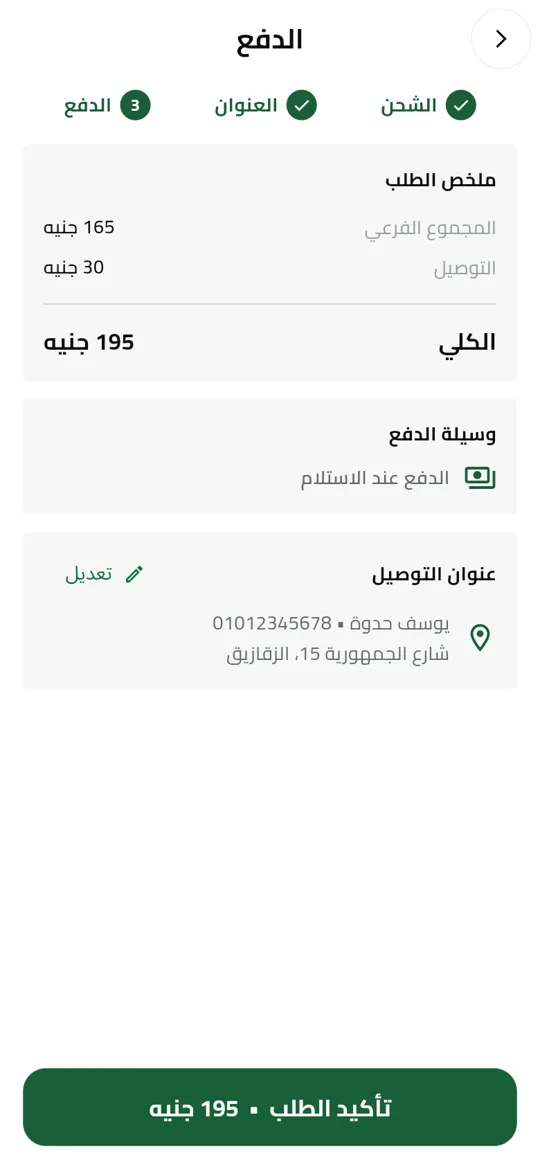 الدفع
الشحن
العنوان
3 الدفع
ملخص الطلب
المجموع الفرعي 165 جنيه
التوصيل 30 جنيه
الكلي 195 جنيه
وسيلة الدفع
الدفع عند الاستلام
عنوان التوصيل
تعديل
يوسف حدوة ▪ 01012345678
شارع الجمهورية 15، الزقازيق
تأكيد الطلب ▪ 195 جنيه